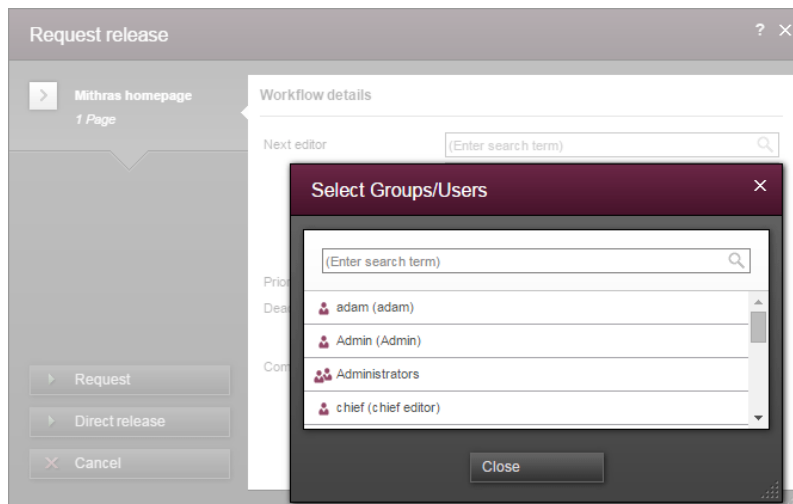 Request release
?
Mithras homepage
1 Page
Workflow details
Next editor
(Enter search term)
Select Groups/Users
(Enter search term)
adam (adam)
Admin (Admin)
Administrators
chief (chief editor)
Request
Direct release
Cancel
Close